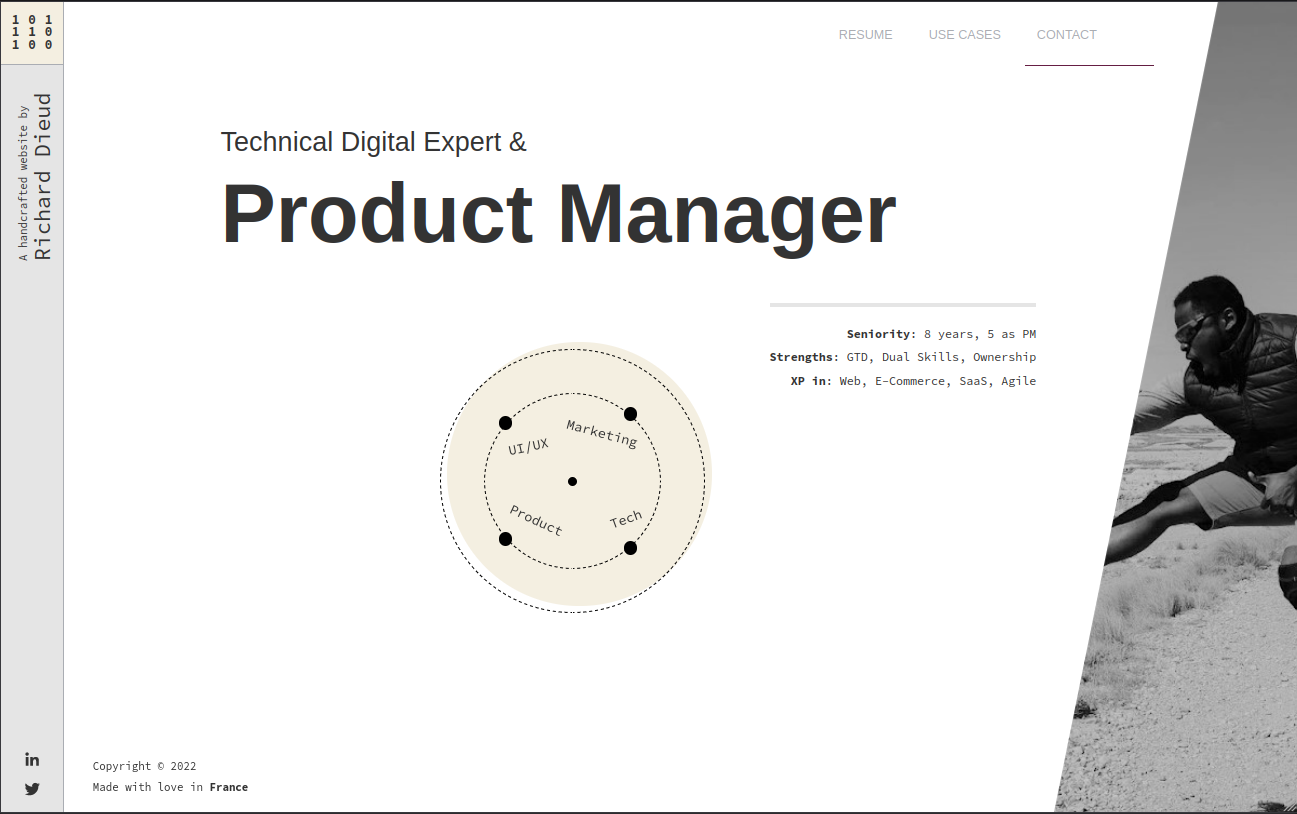 1 0 1
1 1 0
1 0 0
A handcrafted website by
Richard Dieud
RESUME USE CASES CONTACT
Technical Digital Expert &
Product Manager
Seniority: 8 years, 5 as PM
Strengths: GTD, Dual Skills, Ownership
XP in: Web, E-Commerce, SaaS, Agile
UI/UX
Marketing
Product
Tech
in
Copyright © 2022
Made with love in France